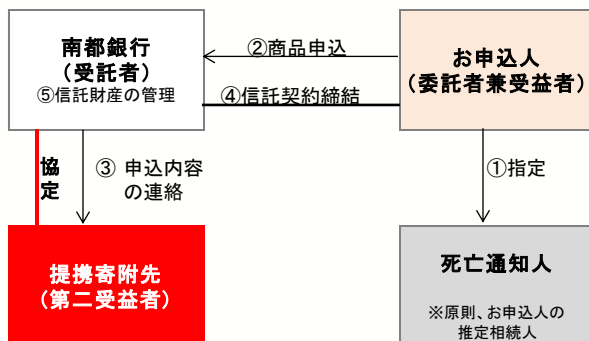 南都銀行
（受託者）
⑤信託財産の管理
②商品申込
④信託契約締結
お申込人
（委託者兼受益者）
協定
③ 申込内容
の連絡
①指定
提携寄附先
（第二受益者）
死亡通知人
※原則、お申込人の
推定相続人